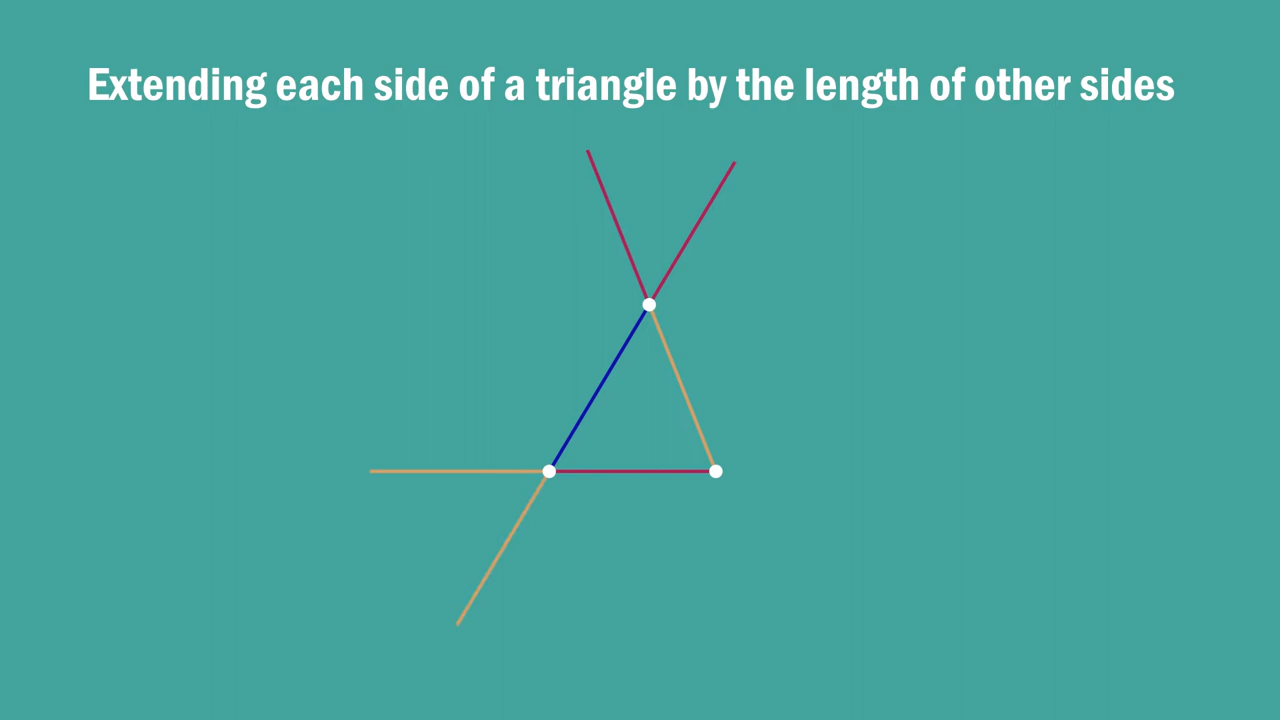 Extending each side of a triangle by the length of other sides